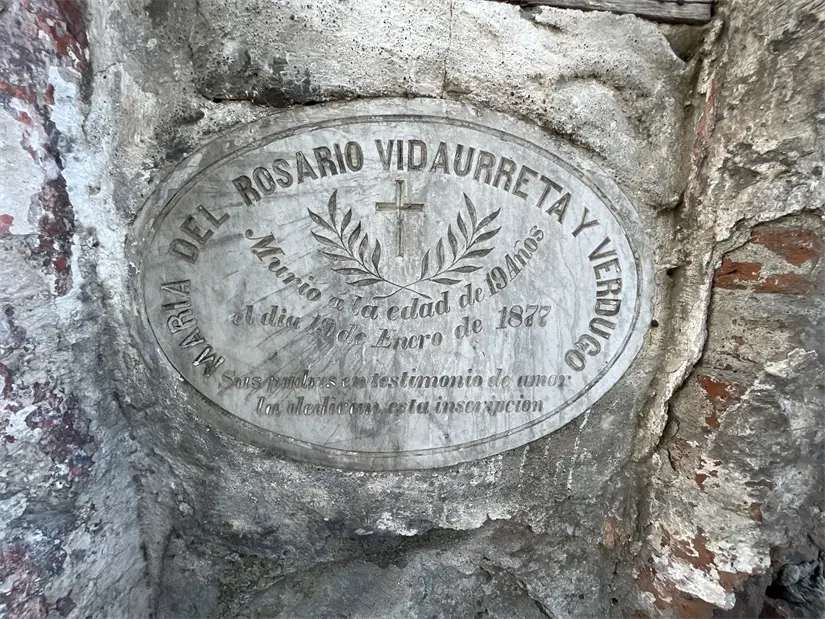 MARIA DEL ROSARIO VIDAURRETA Y VERDUGO
Murio a la edad de 19 Años
el dia 19 de Enero de 1877
Sus padres en testimonio de amor
la dedican esta inscripcion